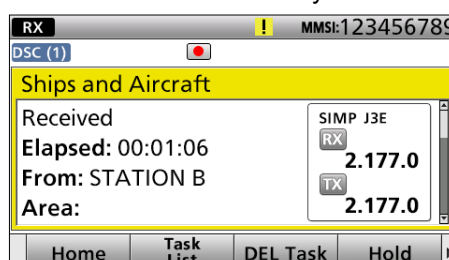 RX ! MMSI:123456789
DSC (1)
Ships and Aircraft
Received
Elapsed: 00:01:06
From: STATION B
Area:
SIMP J3E
RX
2.177.0
TX
2.177.0
Home
Task List
DEL Task
Hold